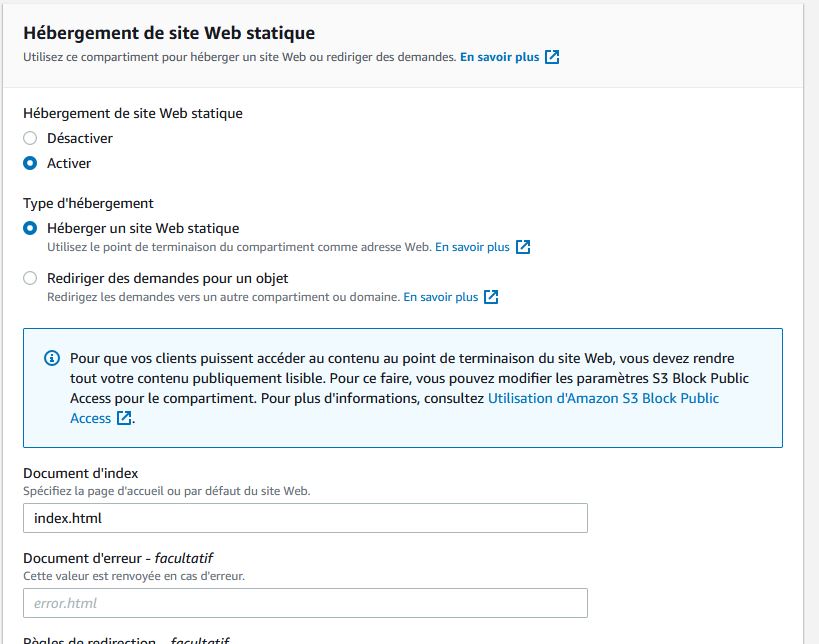 Hébergement de site Web statique
Utilisez ce compartiment pour héberger un site Web ou rediriger des demandes. En savoir plus
Hébergement de site Web statique
Désactiver
Activer
Type d'hébergement
Héberger un site Web statique
Utilisez le point de terminaison du compartiment comme adresse Web. En savoir plus
Rediriger des demandes pour un objet
Redirigez les demandes vers un autre compartiment ou domaine. En savoir plus
Pour que vos clients puissent accéder au contenu au point de terminaison du site Web, vous devez rendre
tout votre contenu publiquement lisible. Pour ce faire, vous pouvez modifier les paramètres S3 Block Public
Access pour le compartiment. Pour plus d'informations, consultez Utilisation d'Amazon S3 Block Public
Access.
Document d'index
Spécifiez la page d'accueil ou par défaut du site Web.
index.html
Document d'erreur - facultatif
Cette valeur est renvoyée en cas d'erreur.
error.html
Règles de redirection - facultatif